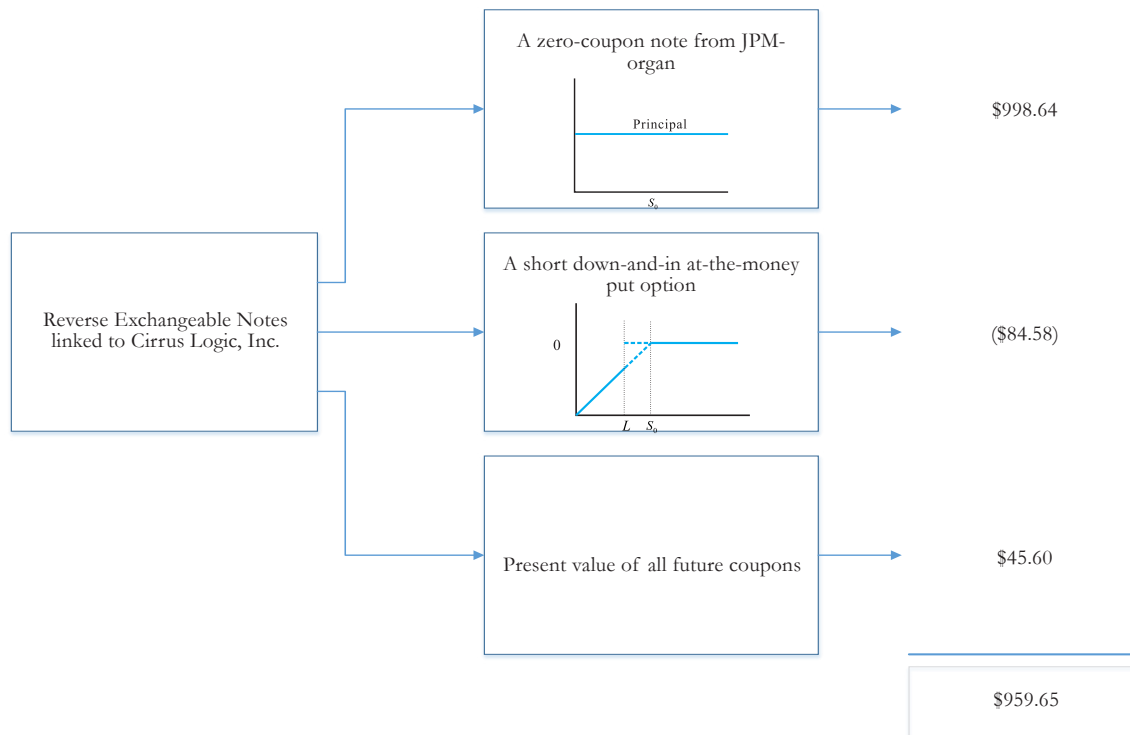 A zero-coupon note from JPM-
organ
Principal
S₀
$998.64
Reverse Exchangeable Notes
linked to Cirrus Logic, Inc.
A short down-and-in at-the-money
put option
0
L S₀
($84.58)
Present value of all future coupons
$45.60
$959.65